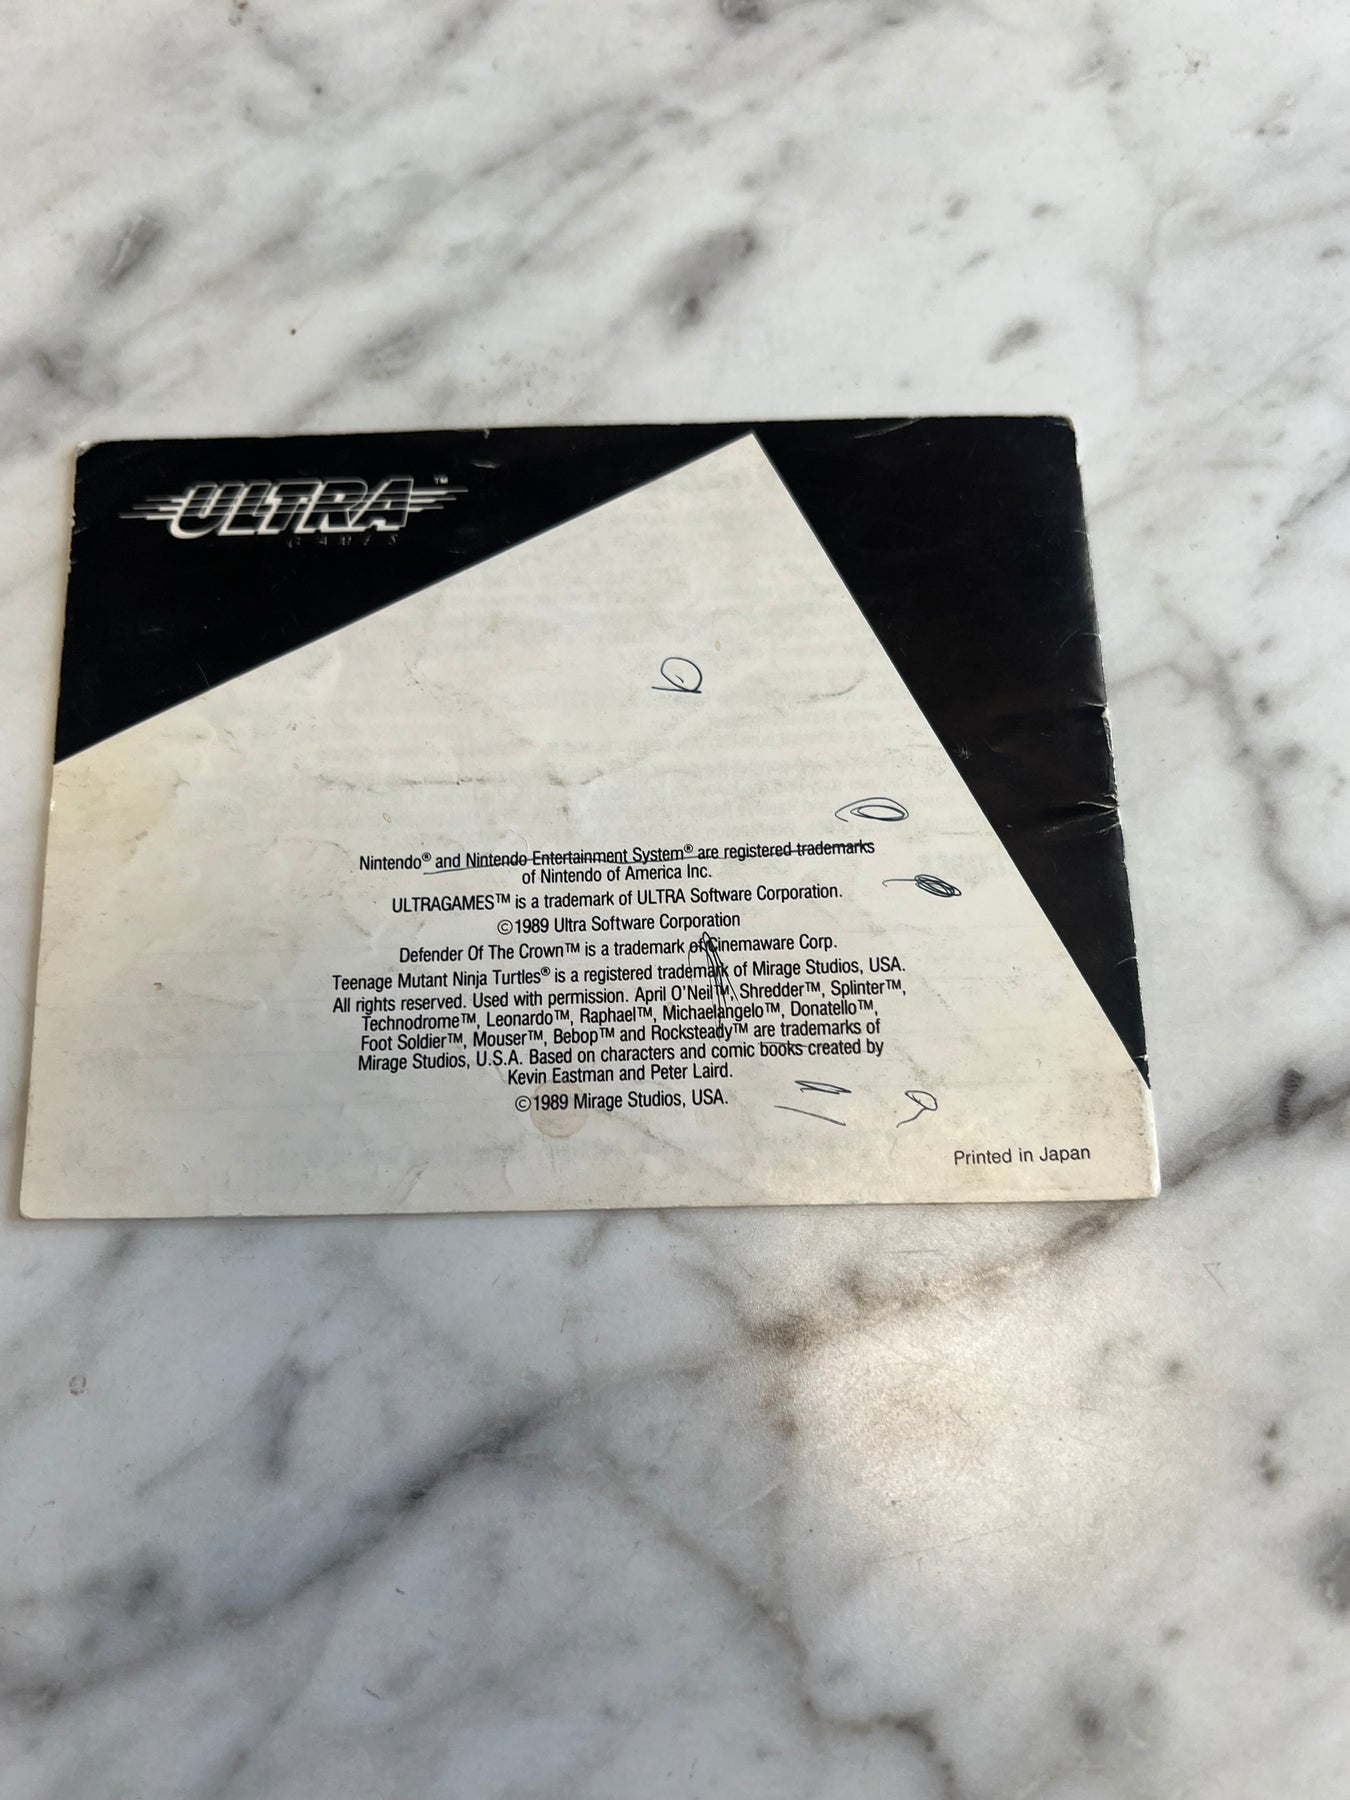 ULTRA™
GAMES
Nintendo® and Nintendo Entertainment System® are registered trademarks
of Nintendo of America Inc.
ULTRAGAMES™ is a trademark of ULTRA Software Corporation.
©1989 Ultra Software Corporation
Defender Of The Crown™ is a trademark of Cinemaware Corp.
Teenage Mutant Ninja Turtles® is a registered trademark of Mirage Studios, USA.
All rights reserved. Used with permission. April O'Neil™, Shredder™, Splinter™,
Technodrome™, Leonardo™, Raphael™, Michaelangelo™, Donatello™,
Foot Soldier™, Mouser™, Bebop™ and Rocksteady™ are trademarks of
Mirage Studios, U.S.A. Based on characters and comic books created by
Kevin Eastman and Peter Laird.
©1989 Mirage Studios, USA.
Printed in Japan